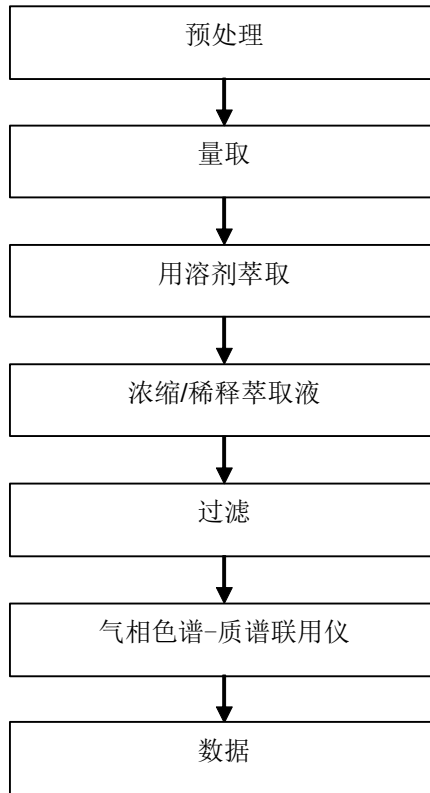 预处理
量取
用溶剂萃取
浓缩/稀释萃取液
过滤
气相色谱-质谱联用仪
数据